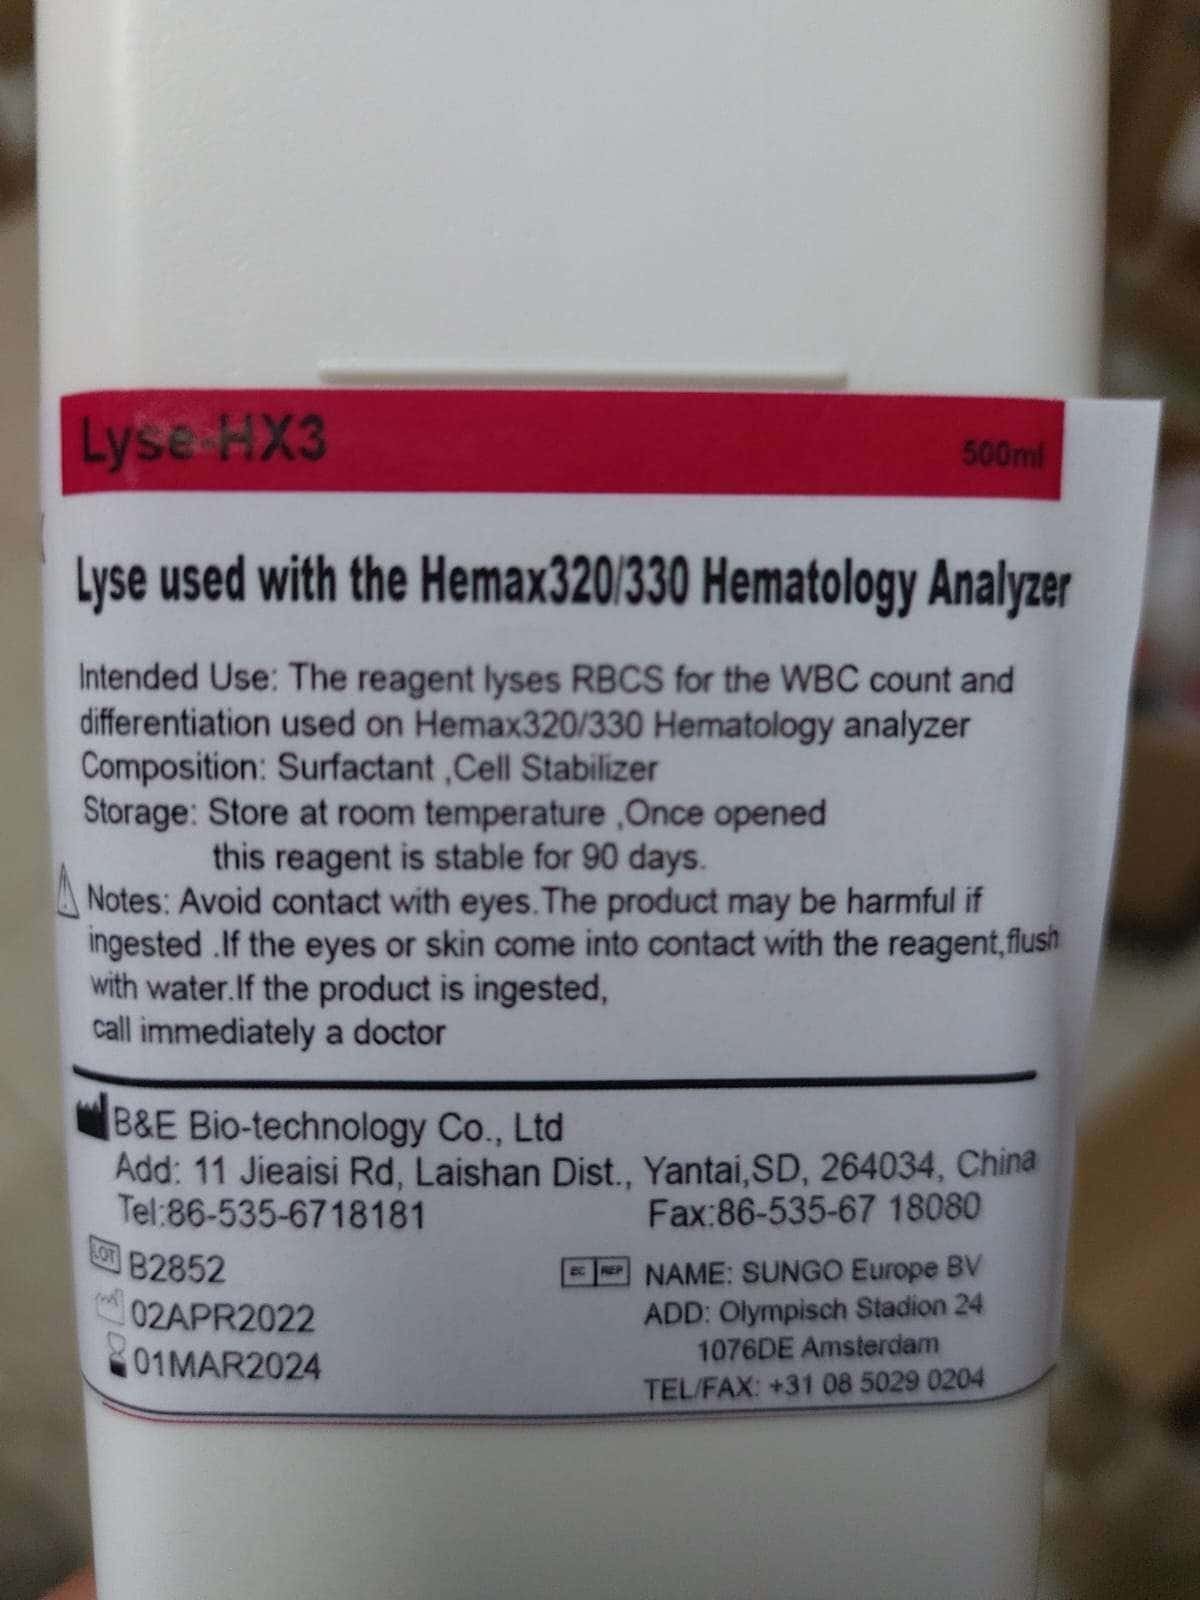 Lyse-HX3
500ml
Lyse used with the Hemax320/330 Hematology Analyzer
Intended Use: The reagent lyses RBCS for the WBC count and
differentiation used on Hemax320/330 Hematology analyzer
Composition: Surfactant ,Cell Stabilizer
Storage: Store at room temperature ,Once opened
this reagent is stable for 90 days.
Notes: Avoid contact with eyes.The product may be harmful if
ingested .If the eyes or skin come into contact with the reagent,flush
with water.If the product is ingested,
call immediately a doctor
B&E Bio-technology Co., Ltd
Add: 11 Jieaisi Rd, Laishan Dist., Yantai,SD, 264034, China
Tel:86-535-6718181 Fax:86-535-67 18080
LOT B2852
02APR2022
01MAR2024
EC REP NAME: SUNGO Europe BV
ADD: Olympisch Stadion 24
1076DE Amsterdam
TEL/FAX: +31 08 5029 0204